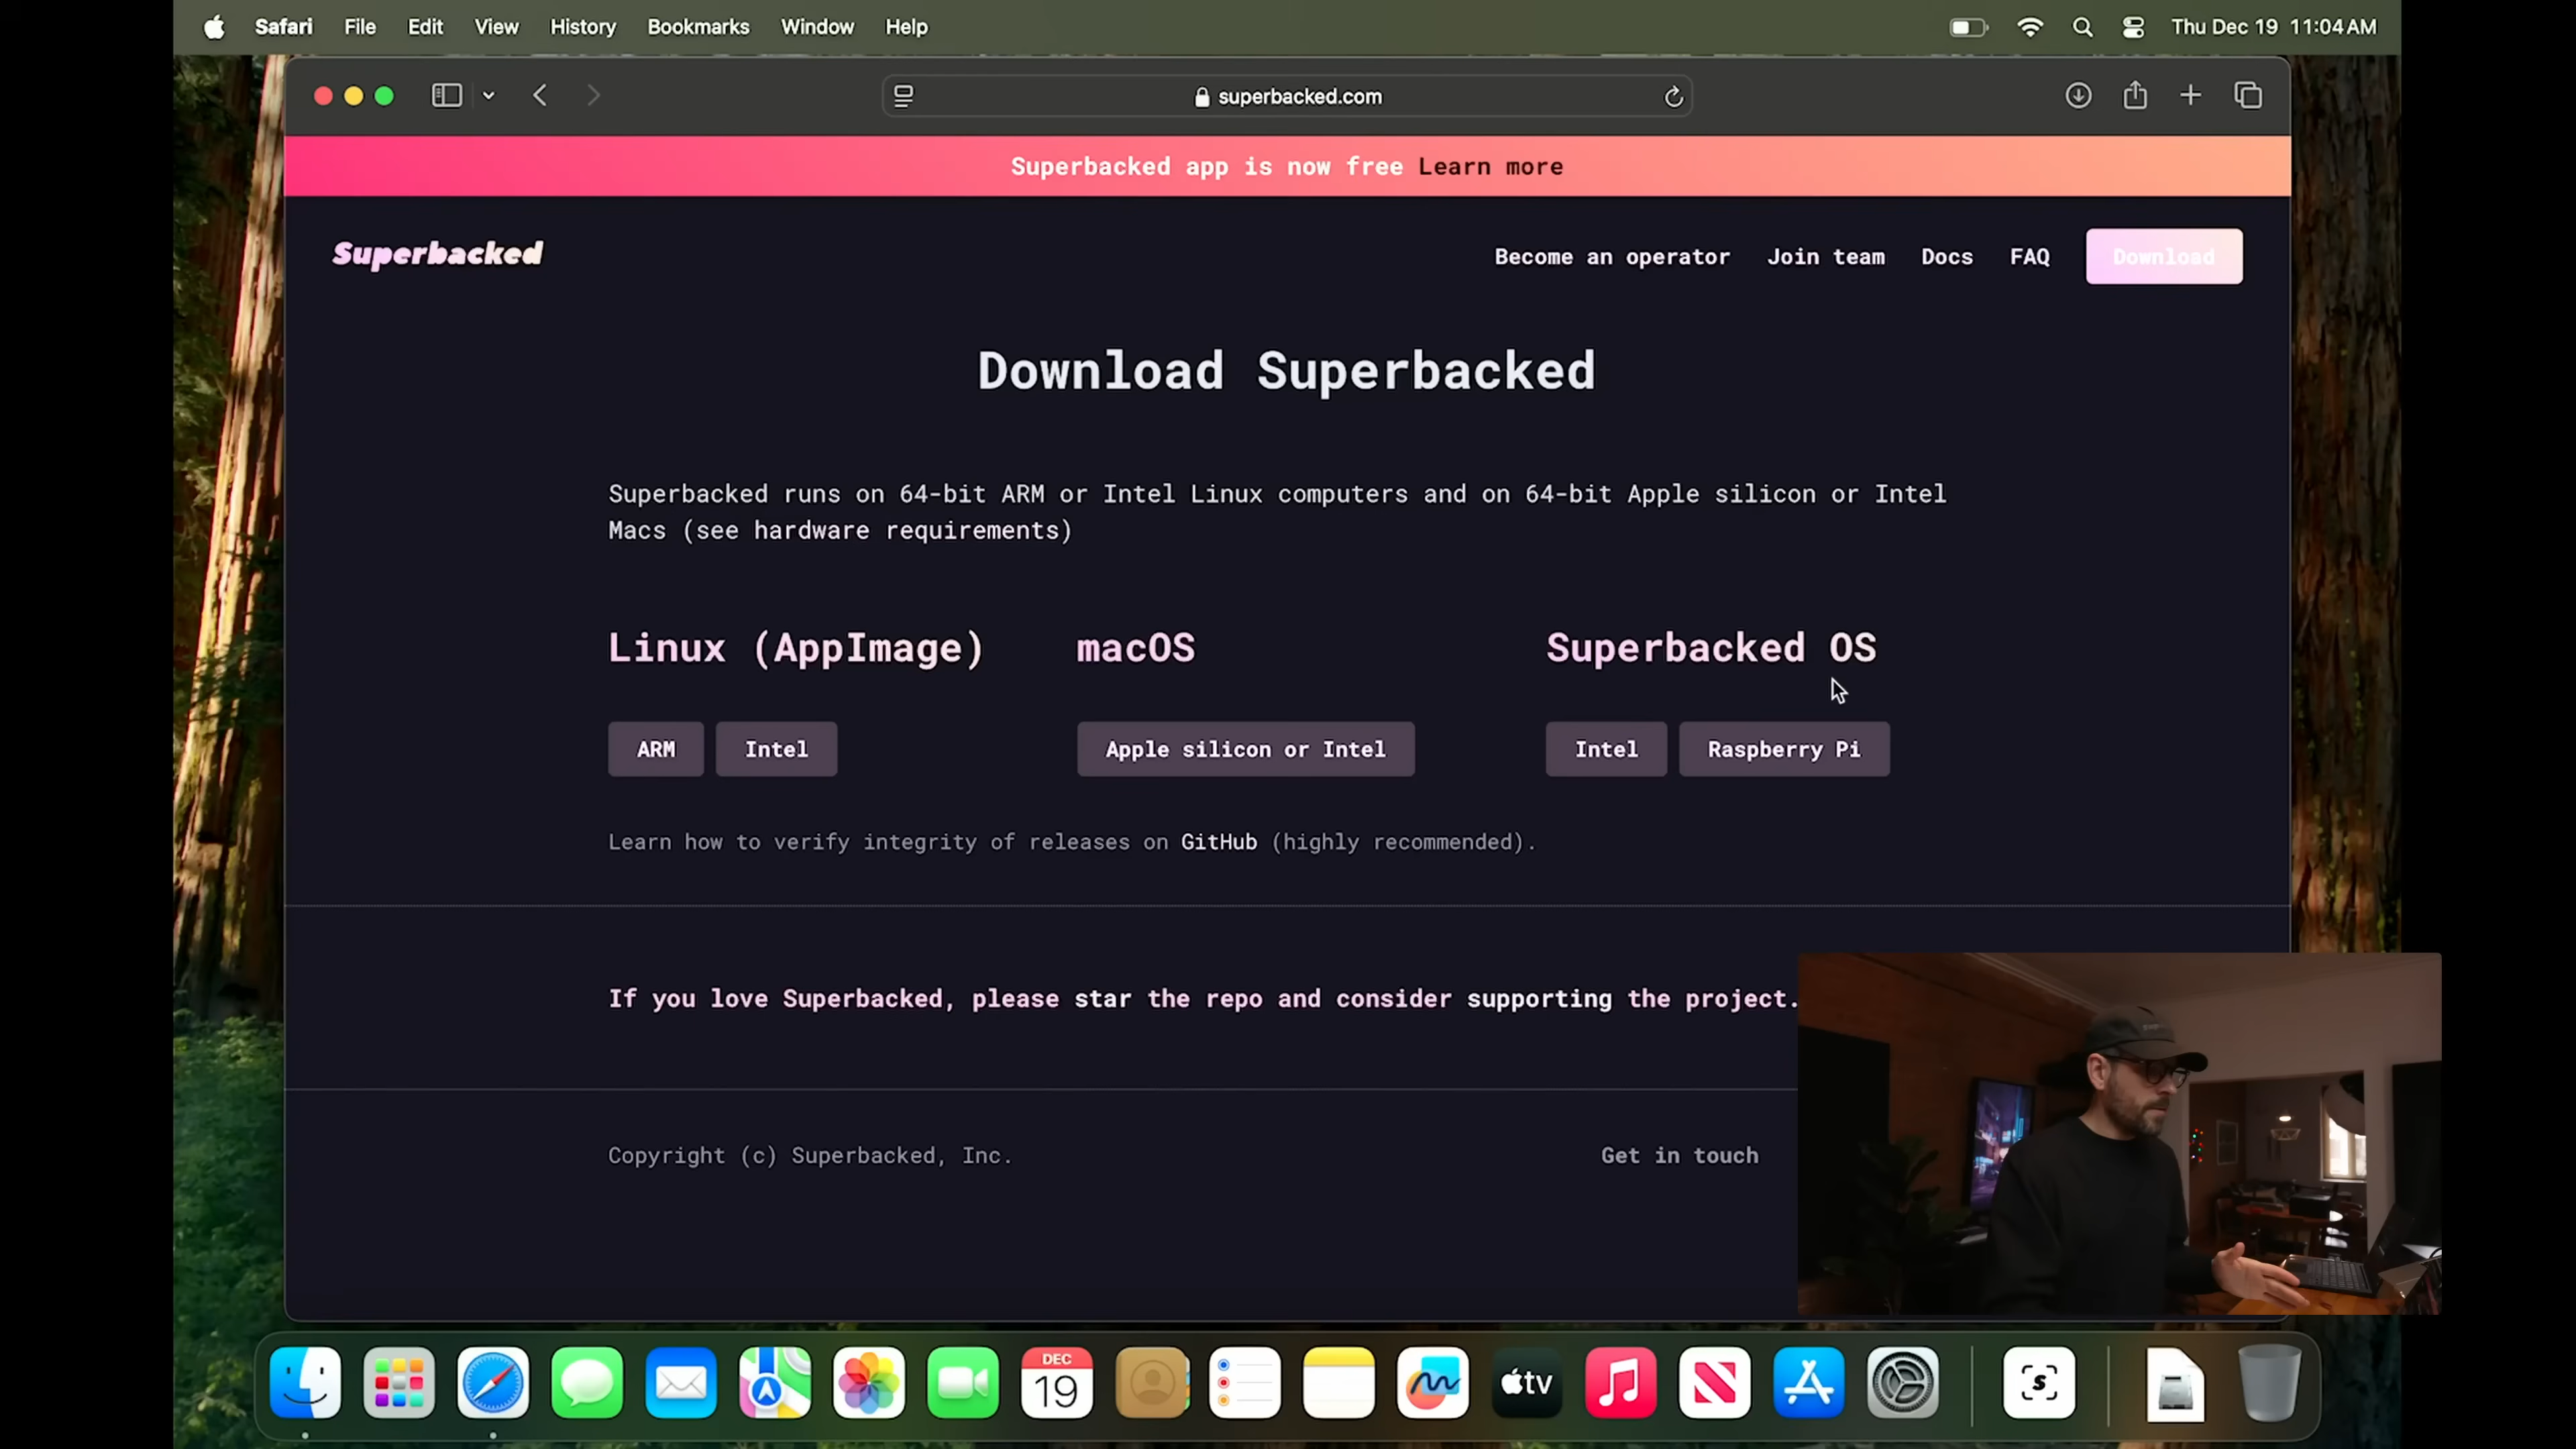 Safari File Edit View History Bookmarks Window Help
Thu Dec 19 11:04 AM
superbacked.com
Superbacked app is now free Learn more
Superbacked
Become an operator Join team Docs FAQ Download
Download Superbacked
Superbacked runs on 64-bit ARM or Intel Linux computers and on 64-bit Apple silicon or Intel
Macs (see hardware requirements)
Linux (AppImage) macOS Superbacked OS
ARM Intel Apple silicon or Intel Intel Raspberry Pi
Learn how to verify integrity of releases on GitHub (highly recommended).
If you love Superbacked, please star the repo and consider supporting the project.
Copyright (c) Superbacked, Inc. Get in touch
DEC
19
tv
S